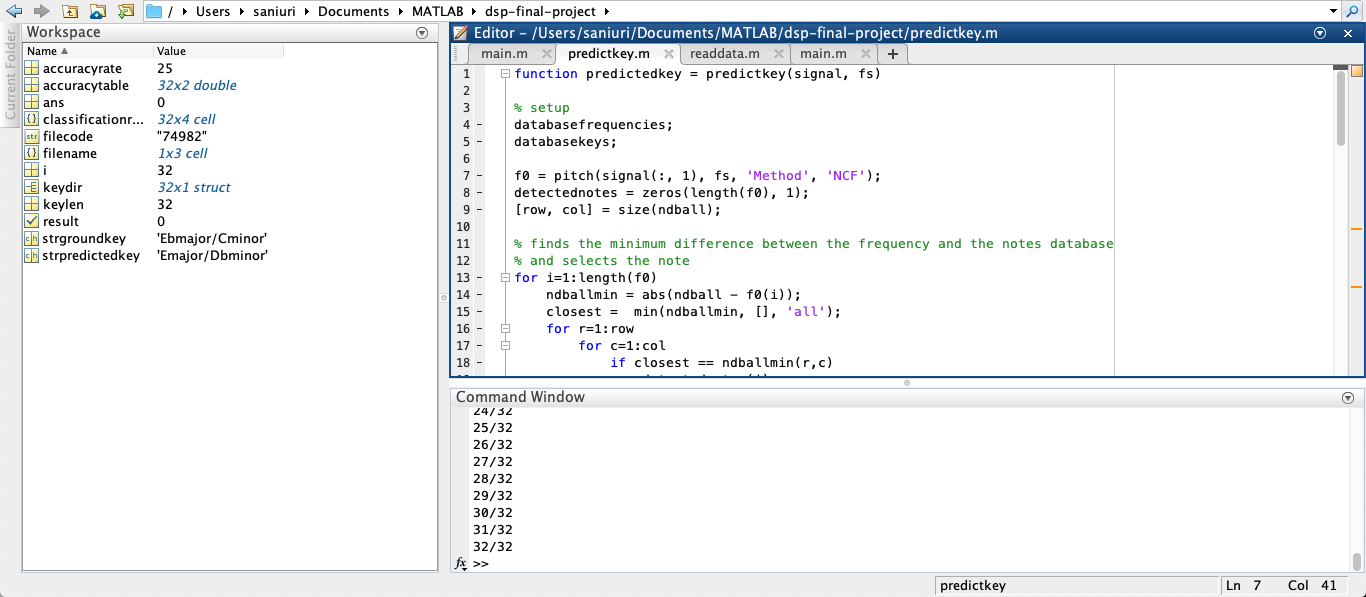 / ▸ Users ▸ saniuri ▸ Documents ▸ MATLAB ▸ dsp-final-project ▸
Current Folder
Workspace
Name ▲ Value
accuracyrate 25
accuracytable 32x2 double
ans 0
classificationr... 32x4 cell
filecode "74982"
filename 1x3 cell
i 32
keydir 32x1 struct
keylen 32
result 0
strgroundkey 'Ebmajor/Cminor'
strpredictedkey 'Emajor/Dbminor'
Editor – /Users/saniuri/Documents/MATLAB/dsp-final-project/predictkey.m
main.m predictkey.m readdata.m main.m +
1 function predictedkey = predictkey(signal, fs)
2
3 % setup
4 – databasefrequencies;
5 – databasekeys;
6
7 – f0 = pitch(signal(:, 1), fs, 'Method', 'NCF');
8 – detectednotes = zeros(length(f0), 1);
9 – [row, col] = size(ndball);
10
11 % finds the minimum difference between the frequency and the notes database
12 % and selects the note
13 – for i=1:length(f0)
14 – ndballmin = abs(ndball - f0(i));
15 – closest =  min(ndballmin, [], 'all');
16 – for r=1:row
17 – for c=1:col
18 – if closest == ndballmin(r,c)
Command Window
24/32
25/32
26/32
27/32
28/32
29/32
30/32
31/32
32/32
fx >>
predictkey Ln 7 Col 41